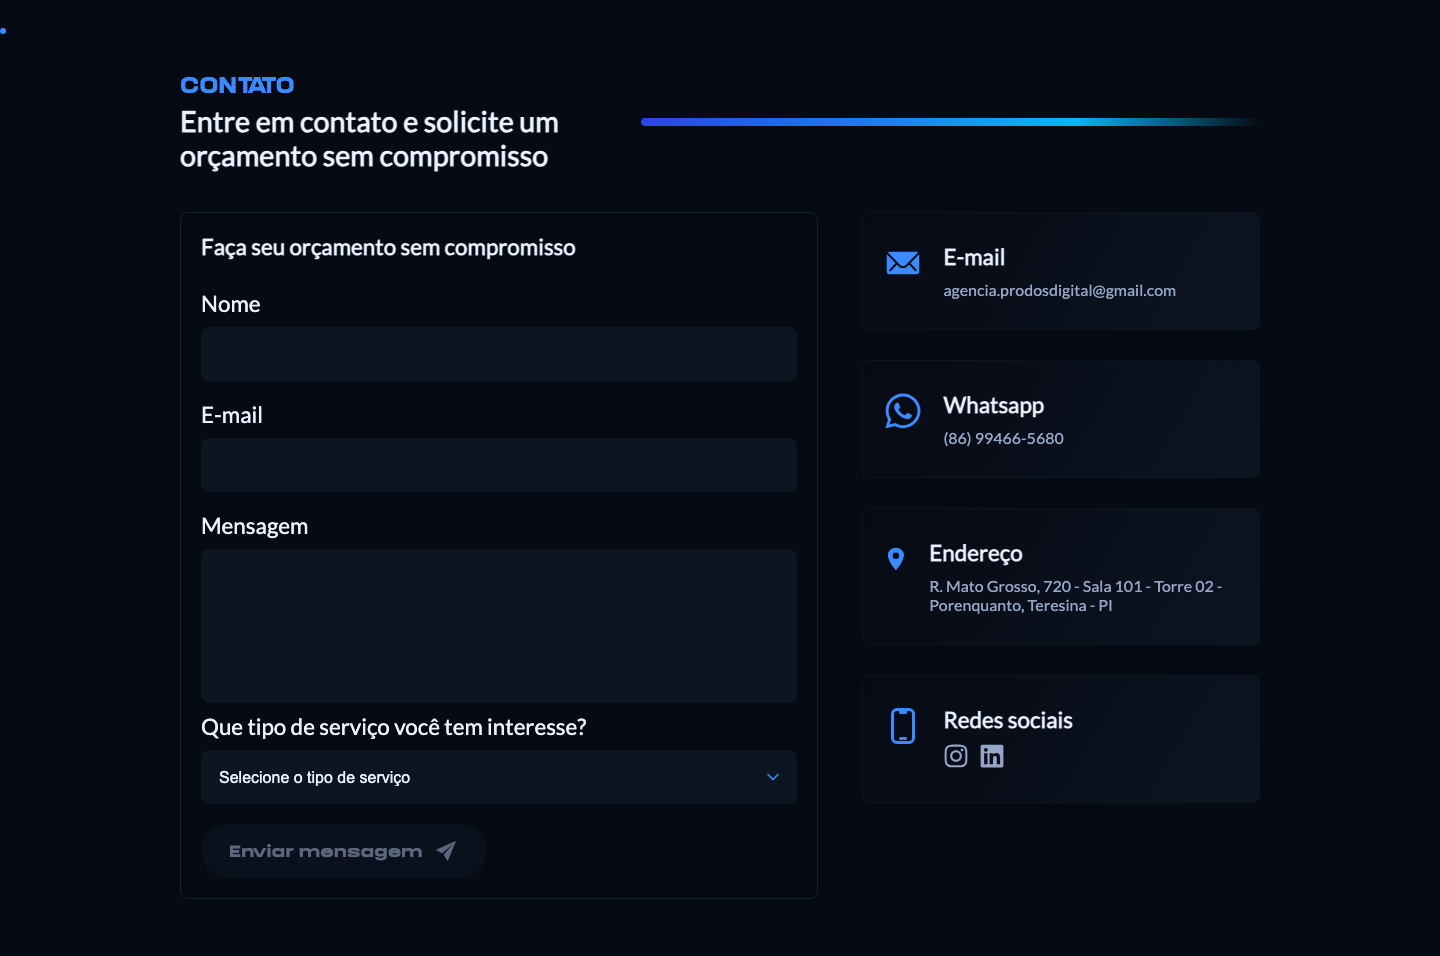 CONTATO
Entre em contato e solicite um
orçamento sem compromisso
Faça seu orçamento sem compromisso
Nome
E-mail
Mensagem
Que tipo de serviço você tem interesse?
Selecione o tipo de serviço
Enviar mensagem
E-mail
agencia.prodosdigital@gmail.com
Whatsapp
(86) 99466-5680
Endereço
R. Mato Grosso, 720 - Sala 101 - Torre 02 -
Porenquanto, Teresina - PI
Redes sociais